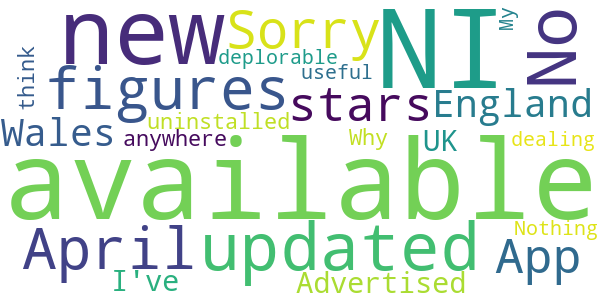 new NI No
Sorry My
deplorable
think figures useful
stars England
Wales uninstalled
anywhere Why UK dealing
available
April updated App Nothing
I've Advertised